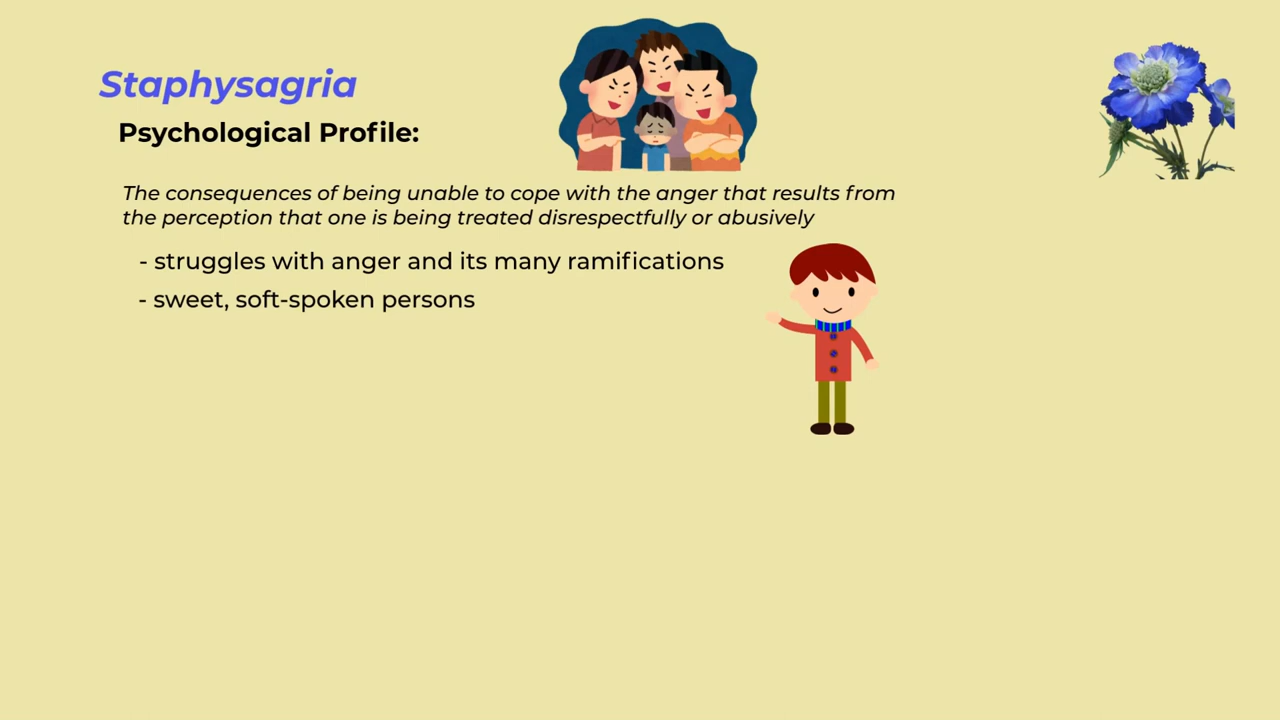 Staphysagria
Psychological Profile:
The consequences of being unable to cope with the anger that results from
the perception that one is being treated disrespectfully or abusively
- struggles with anger and its many ramifications
- sweet, soft-spoken persons